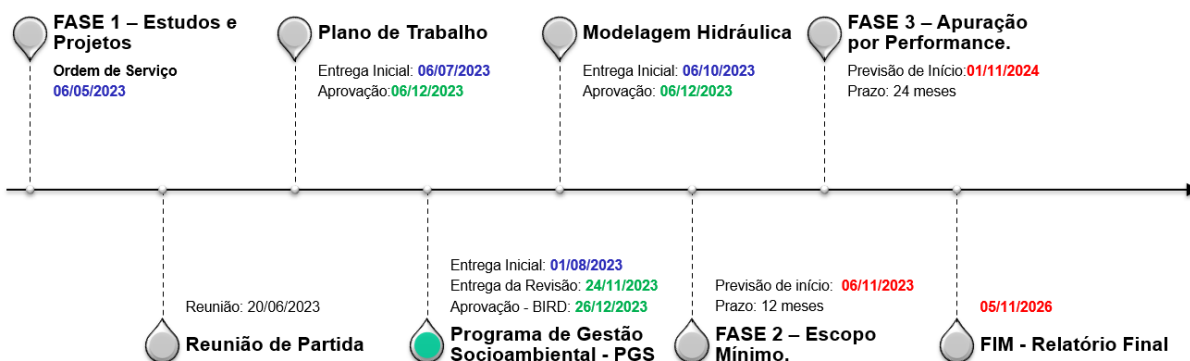 FASE 1 – Estudos e
Projetos
Ordem de Serviço
06/05/2023
Plano de Trabalho
Entrega Inicial: 06/07/2023
Aprovação:06/12/2023
Modelagem Hidráulica
Entrega Inicial: 06/10/2023
Aprovação: 06/12/2023
FASE 3 – Apuração
por Performance.
Previsão de Início:01/11/2024
Prazo: 24 meses
Reunião: 20/06/2023
Reunião de Partida
Entrega Inicial: 01/08/2023
Entrega da Revisão: 24/11/2023
Aprovação - BIRD: 26/12/2023
Programa de Gestão
Socioambiental - PGS
Previsão de início: 06/11/2023
Prazo: 12 meses
FASE 2 – Escopo
Mínimo.
05/11/2026
FIM - Relatório Final